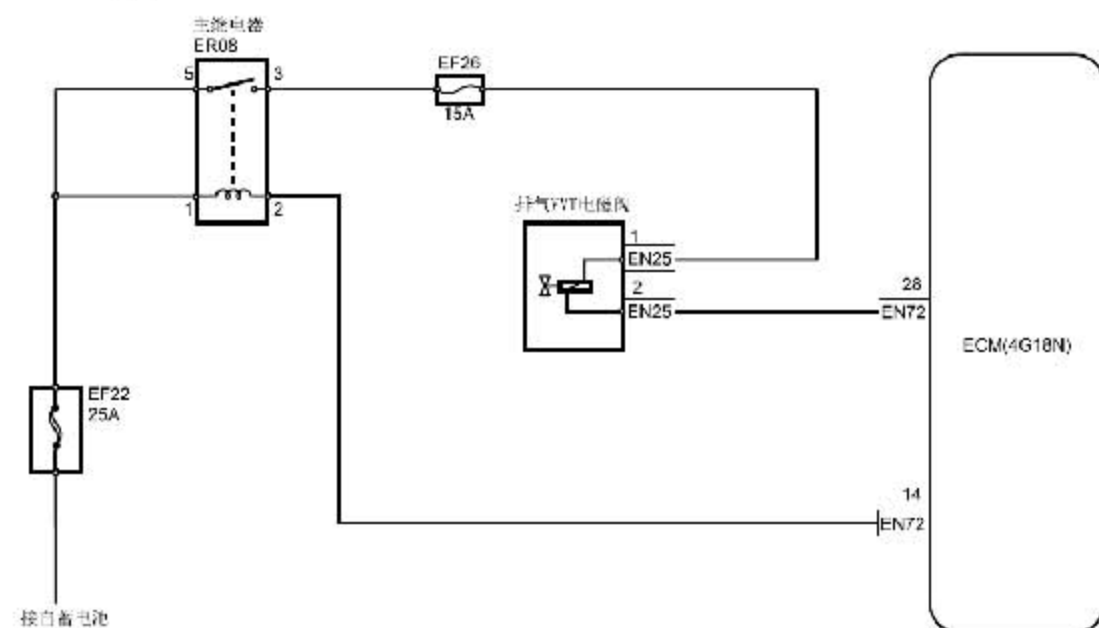 主继电器
ER08
5
3
EF26
15A
1
2
排气VVT电磁阀
1
EN25
2
EN25
28
EN72
ECM(4G18N)
EF22
25A
14
EN72
接自蓄电池